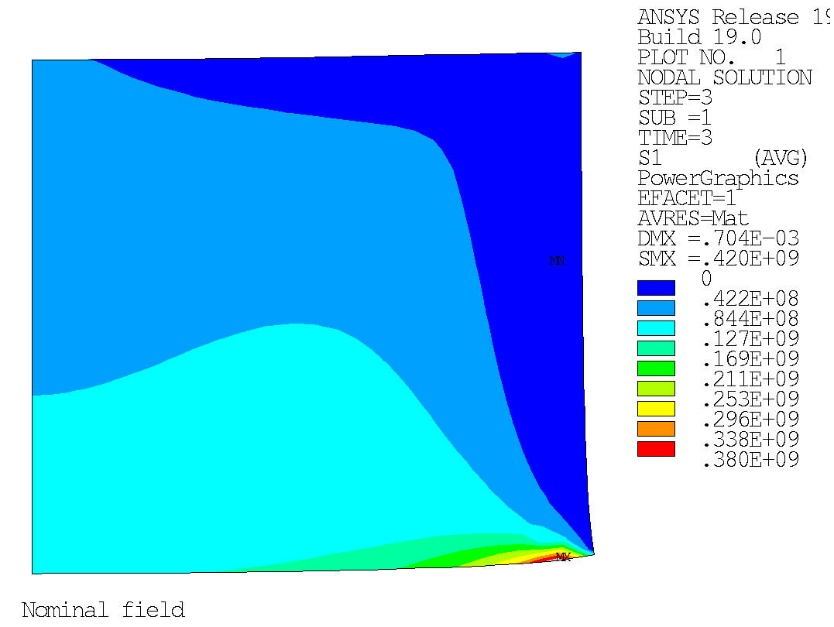 ANSYS Release 19
Build 19.0
PLOT NO. 1
NODAL SOLUTION
STEP=3
SUB =1
TIME=3
S1 (AVG)
PowerGraphics
EFACET=1
AVRES=Mat
DMX =.704E-03
SMX =.420E+09
0
.422E+08
.844E+08
.127E+09
.169E+09
.211E+09
.253E+09
.296E+09
.338E+09
.380E+09
MN
MX
Nominal field